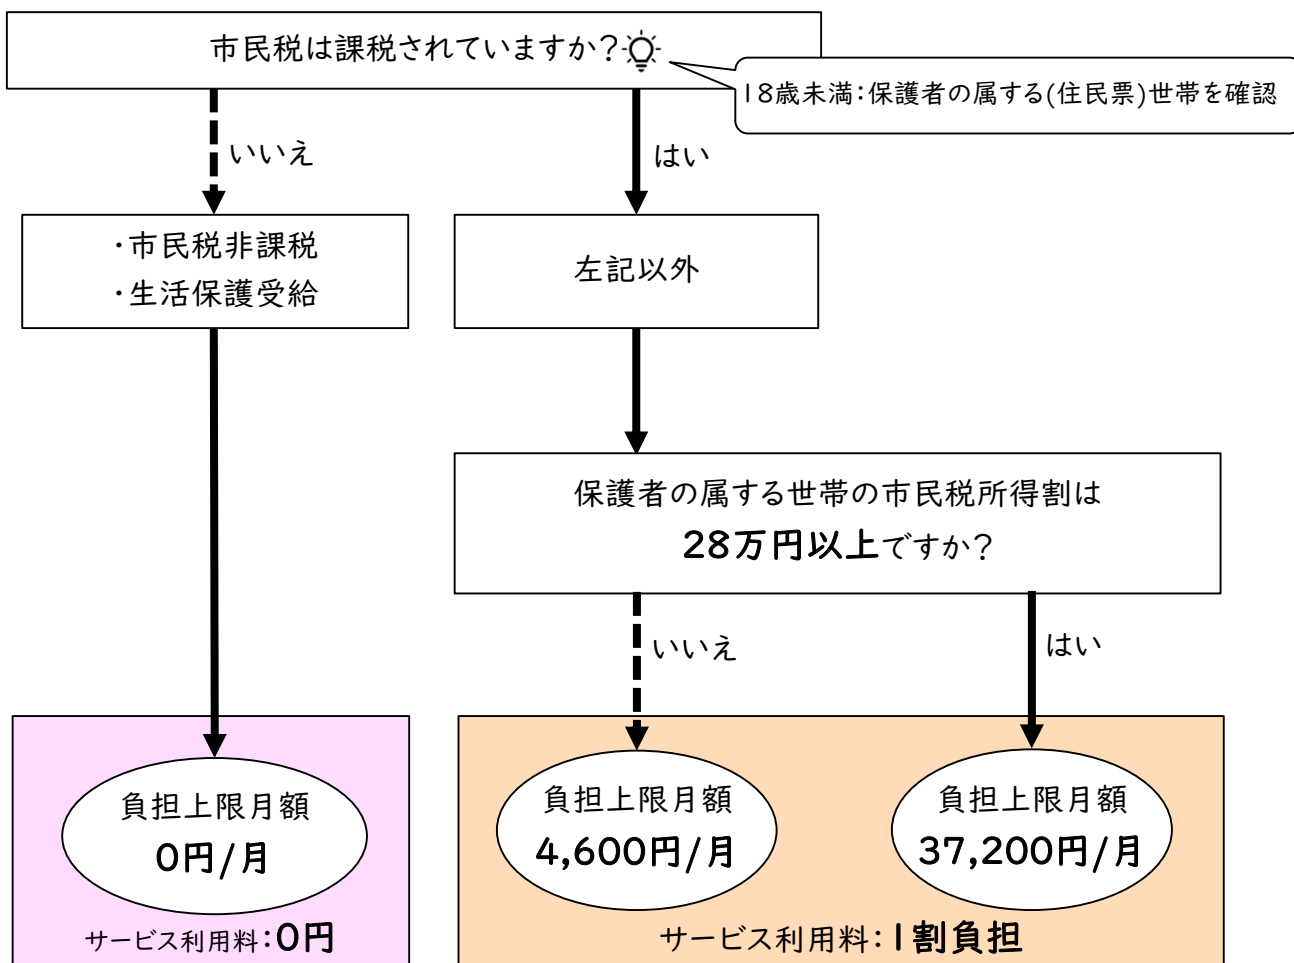 市民税は課税されていますか?
18歳未満:保護者の属する(住民票)世帯を確認
いいえ
はい
・市民税非課税
・生活保護受給
左記以外
保護者の属する世帯の市民税所得割は
28万円以上ですか?
いいえ
はい
負担上限月額
0円/月
サービス利用料:0円
負担上限月額
4,600円/月
負担上限月額
37,200円/月
サービス利用料:1割負担